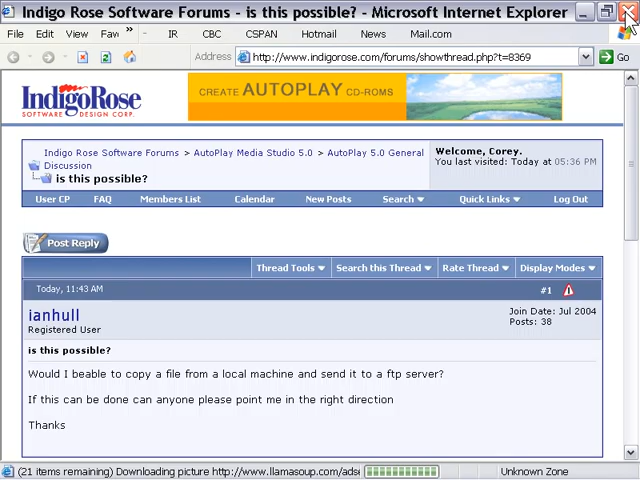 Indigo Rose Software Forums - is this possible? - Microsoft Internet Explorer
File Edit View Fav » IR CBC CSPAN Hotmail News Mail.com
Address http://www.indigorose.com/forums/showthread.php?t=8369 Go
IndigoRose
SOFTWARE DESIGN CORP.
CREATE AUTOPLAY CD-ROMS
Indigo Rose Software Forums > AutoPlay Media Studio 5.0 > AutoPlay 5.0 General
Discussion
is this possible?
Welcome, Corey.
You last visited: Today at 05:36 PM
User CP FAQ Members List Calendar New Posts Search Quick Links Log Out
Post Reply
Thread Tools Search this Thread Rate Thread Display Modes
Today, 11:43 AM #1
ianhull
Registered User
Join Date: Jul 2004
Posts: 38
is this possible?
Would I beable to copy a file from a local machine and send it to a ftp server?
If this can be done can anyone please point me in the right direction
Thanks
(21 items remaining) Downloading picture http://www.llamasoup.com/adse Unknown Zone